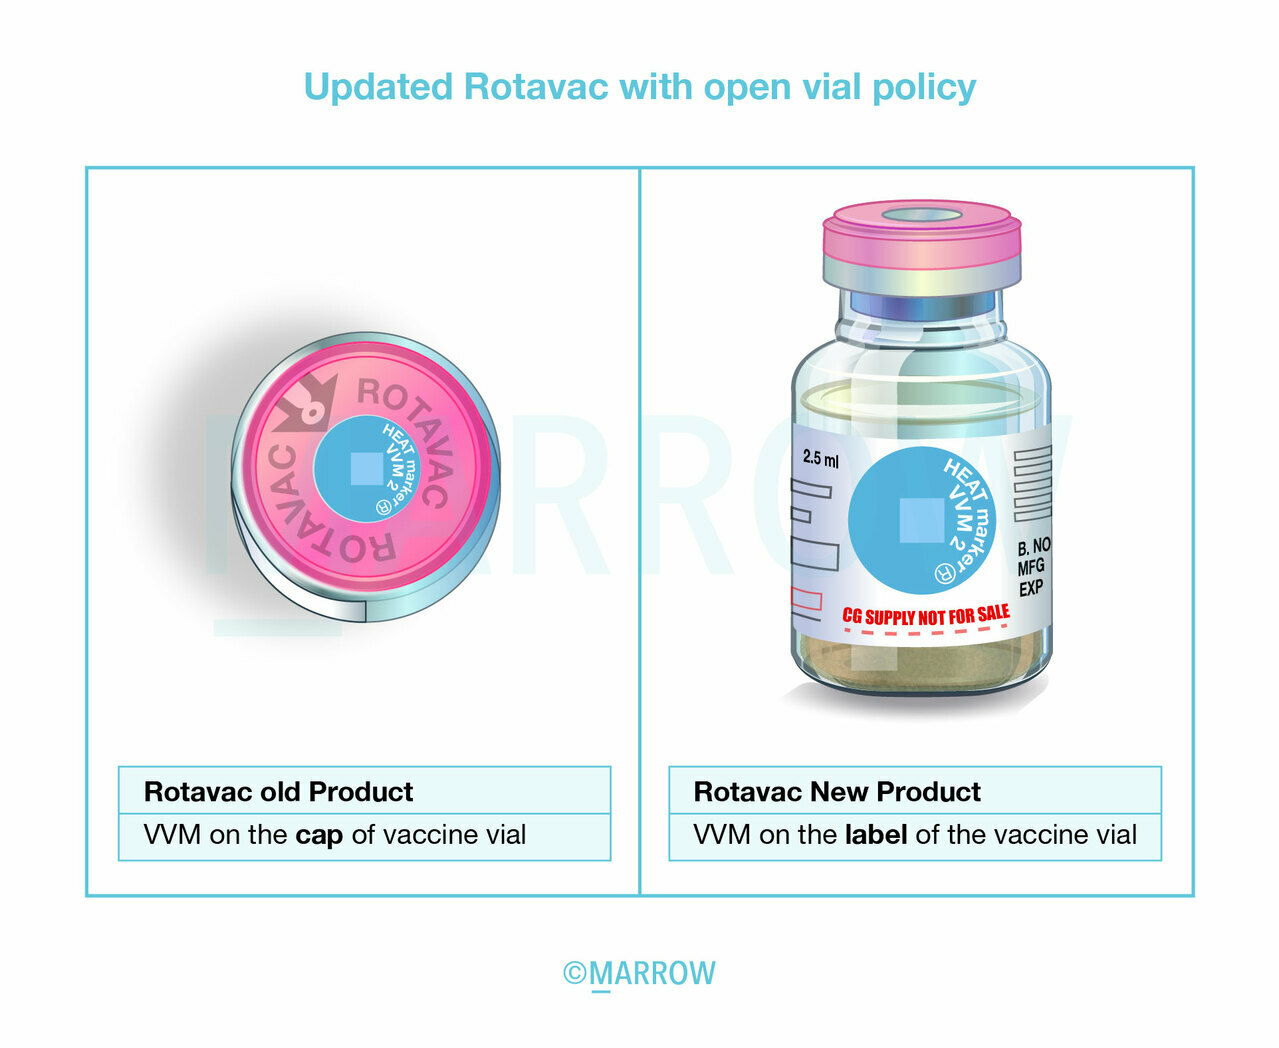 Updated Rotavac with open vial policy
ROTAVAC
ROTAVAC
ROTAVAC
HEAT marker®
VVM 2
2.5 ml
HEAT marker®
VVM 2
B. NO
MFG
EXP
CG SUPPLY NOT FOR SALE
Rotavac old Product
VVM on the cap of vaccine vial
Rotavac New Product
VVM on the label of the vaccine vial
MARROW
©MARROW